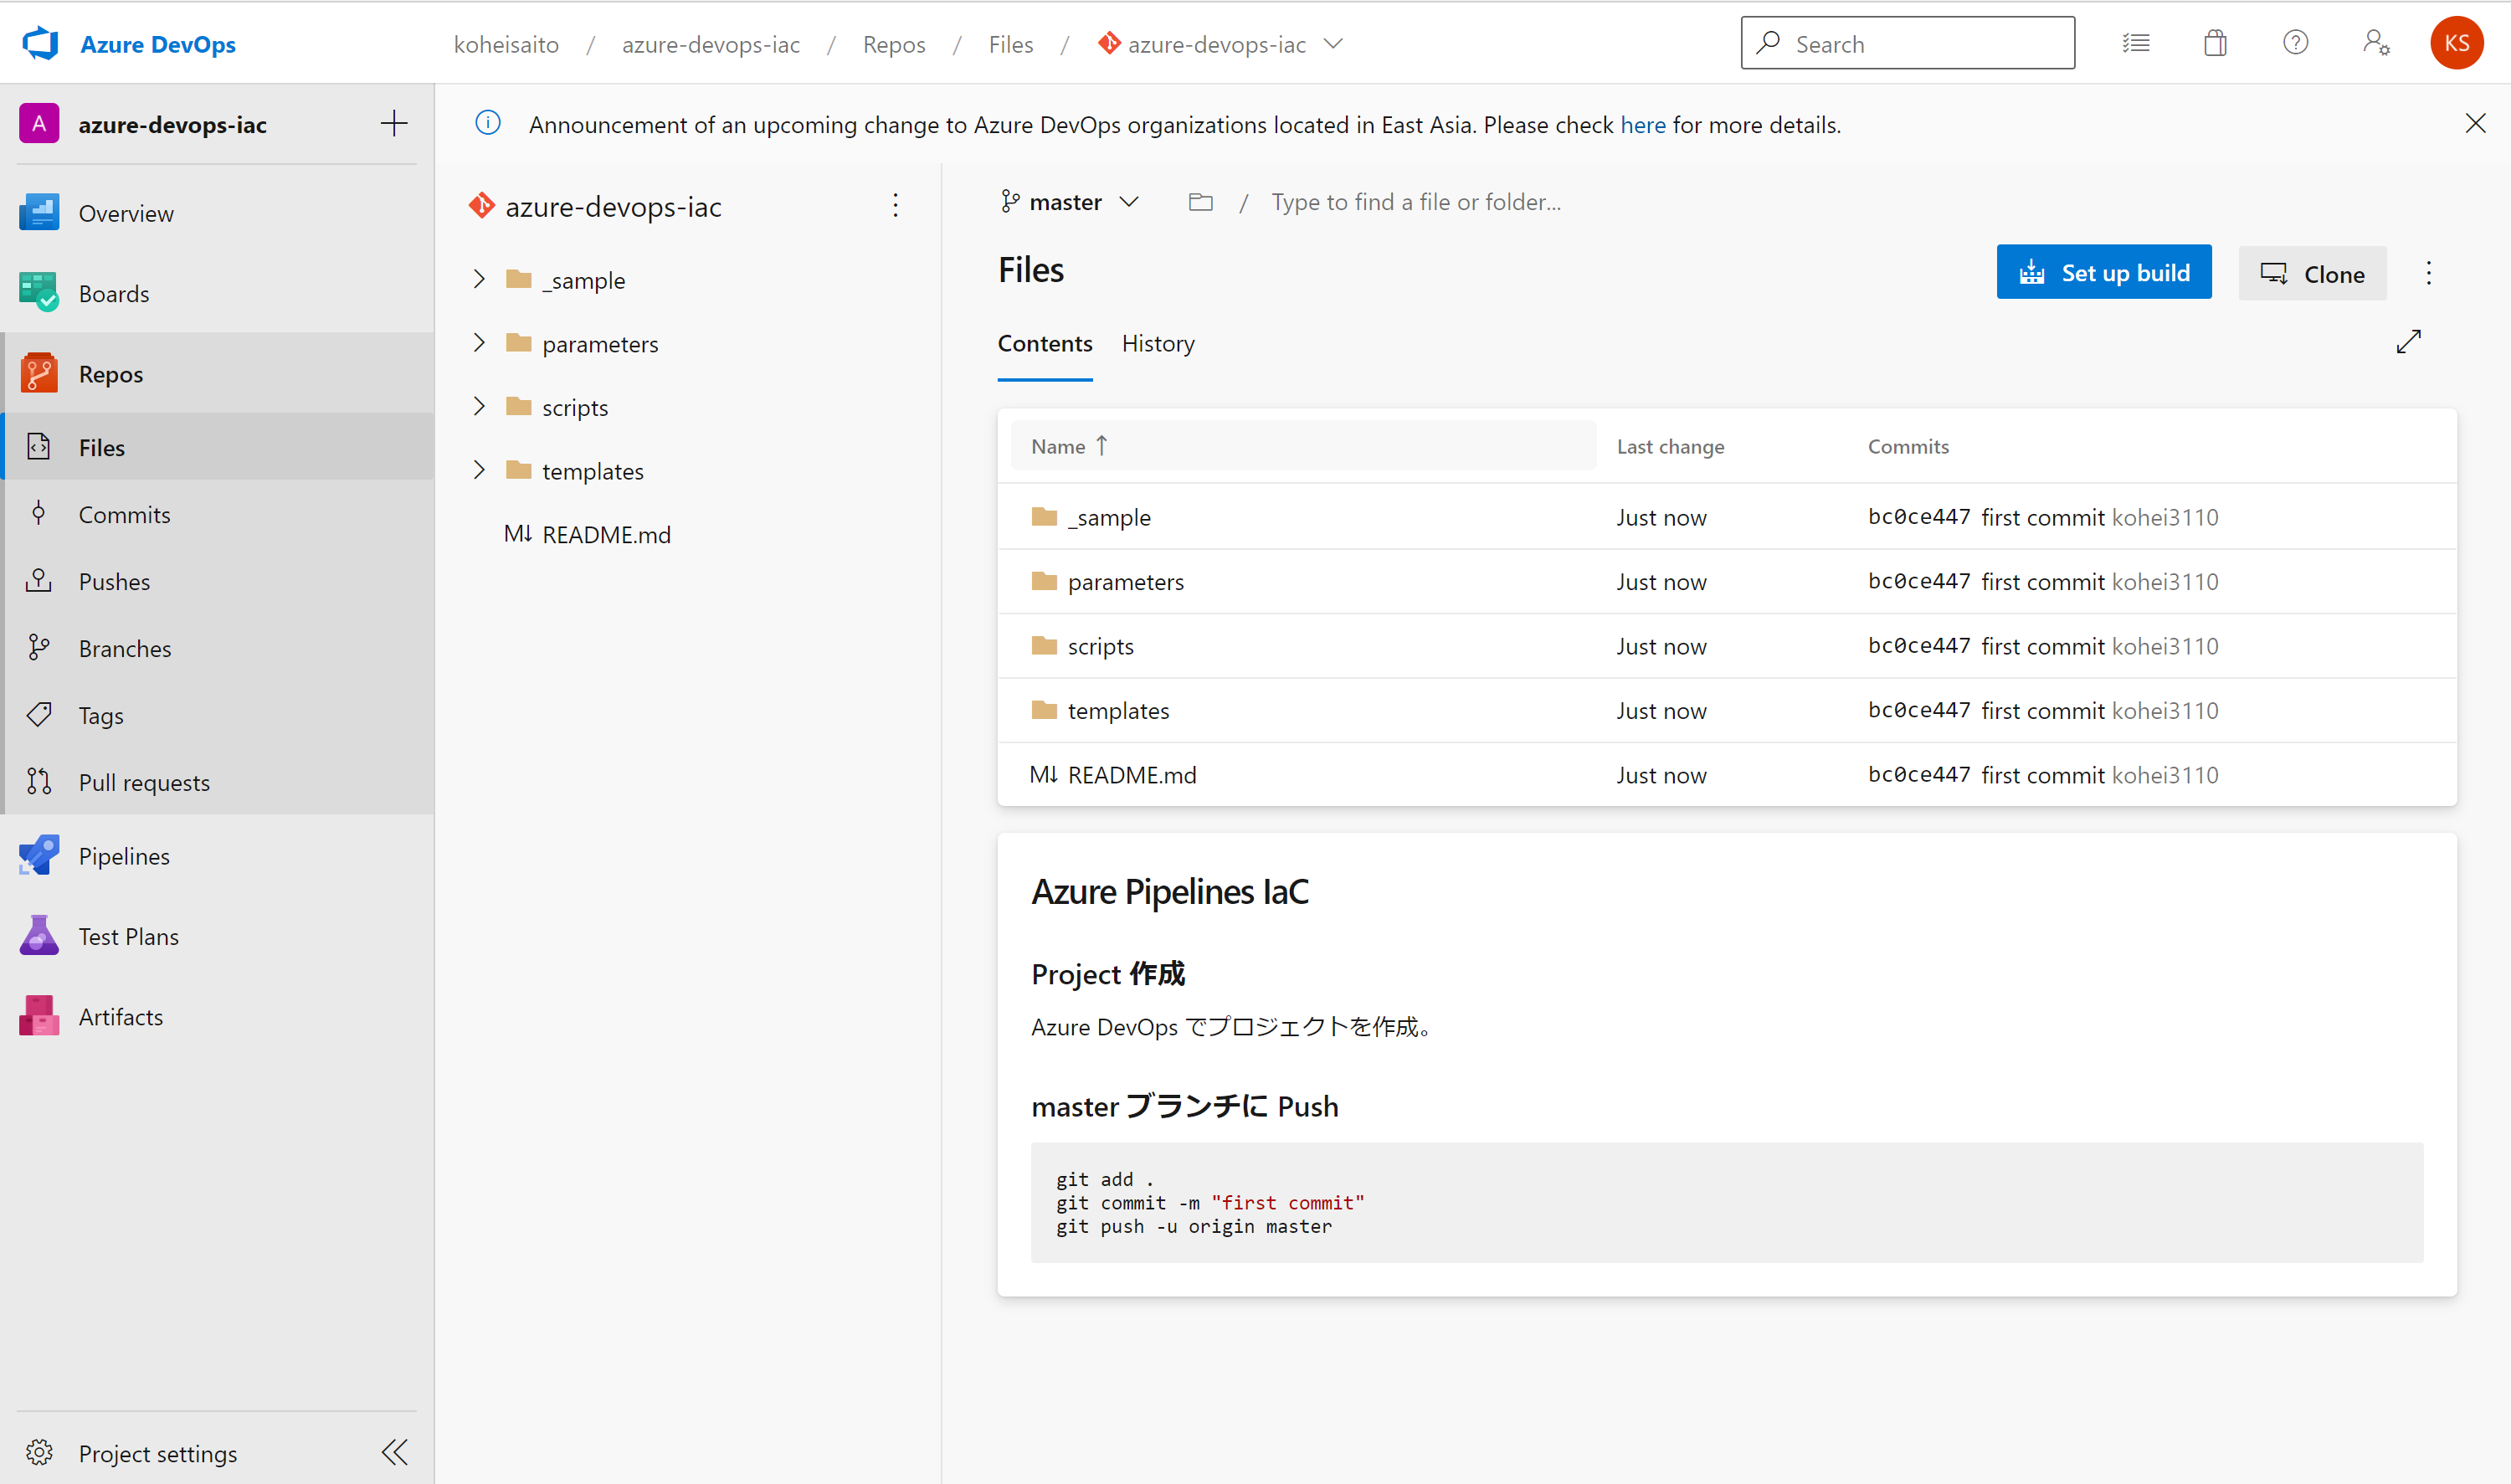 Azure DevOps
koheisaito / azure-devops-iac / Repos / Files / azure-devops-iac
Search
KS
A azure-devops-iac
Overview
Boards
Repos
Files
Commits
Pushes
Branches
Tags
Pull requests
Pipelines
Test Plans
Artifacts
Project settings
Announcement of an upcoming change to Azure DevOps organizations located in East Asia. Please check here for more details.
azure-devops-iac
_sample
parameters
scripts
templates
M↓ README.md
master / Type to find a file or folder...
Files
Set up build
Clone
Contents History
Name ↑ Last change Commits
_sample Just now bc0ce447 first commit kohei3110
parameters Just now bc0ce447 first commit kohei3110
scripts Just now bc0ce447 first commit kohei3110
templates Just now bc0ce447 first commit kohei3110
M↓ README.md Just now bc0ce447 first commit kohei3110
Azure Pipelines IaC
Project 作成
Azure DevOps でプロジェクトを作成。
master ブランチに Push
git add .
git commit -m "first commit"
git push -u origin master